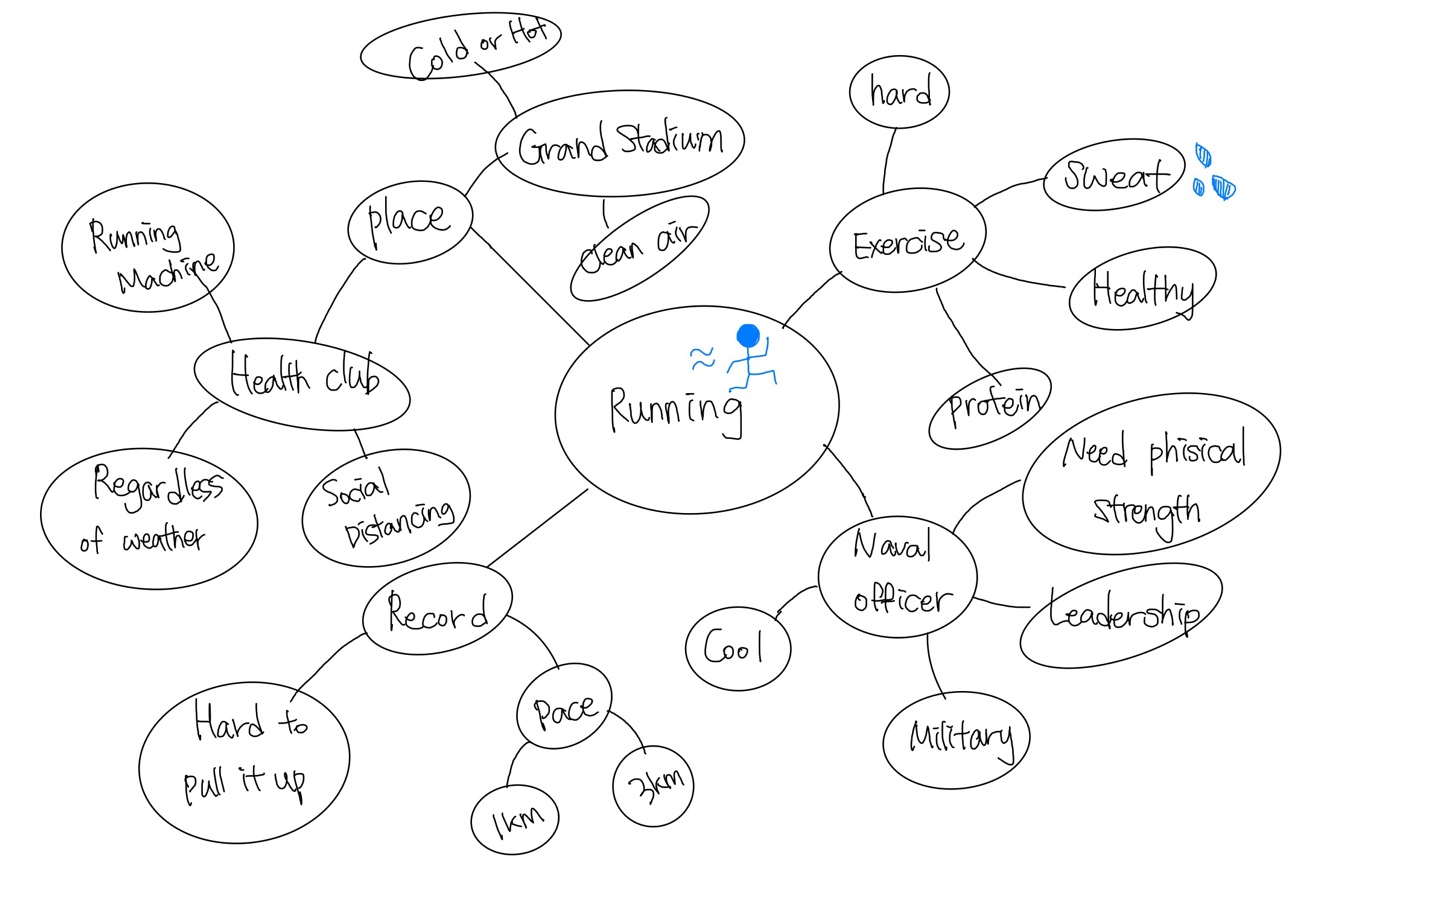 Cold or Hot
Grand Stadium
clean air
place
Running
Machine
Health club
Regardless
of weather
Social
Distancing
hard
Sweat
Exercise
Healthy
protein
Running
Need phisical
strength
Naval
officer
Leadership
Cool
Military
Record
Hard to
pull it up
Pace
1km
3km